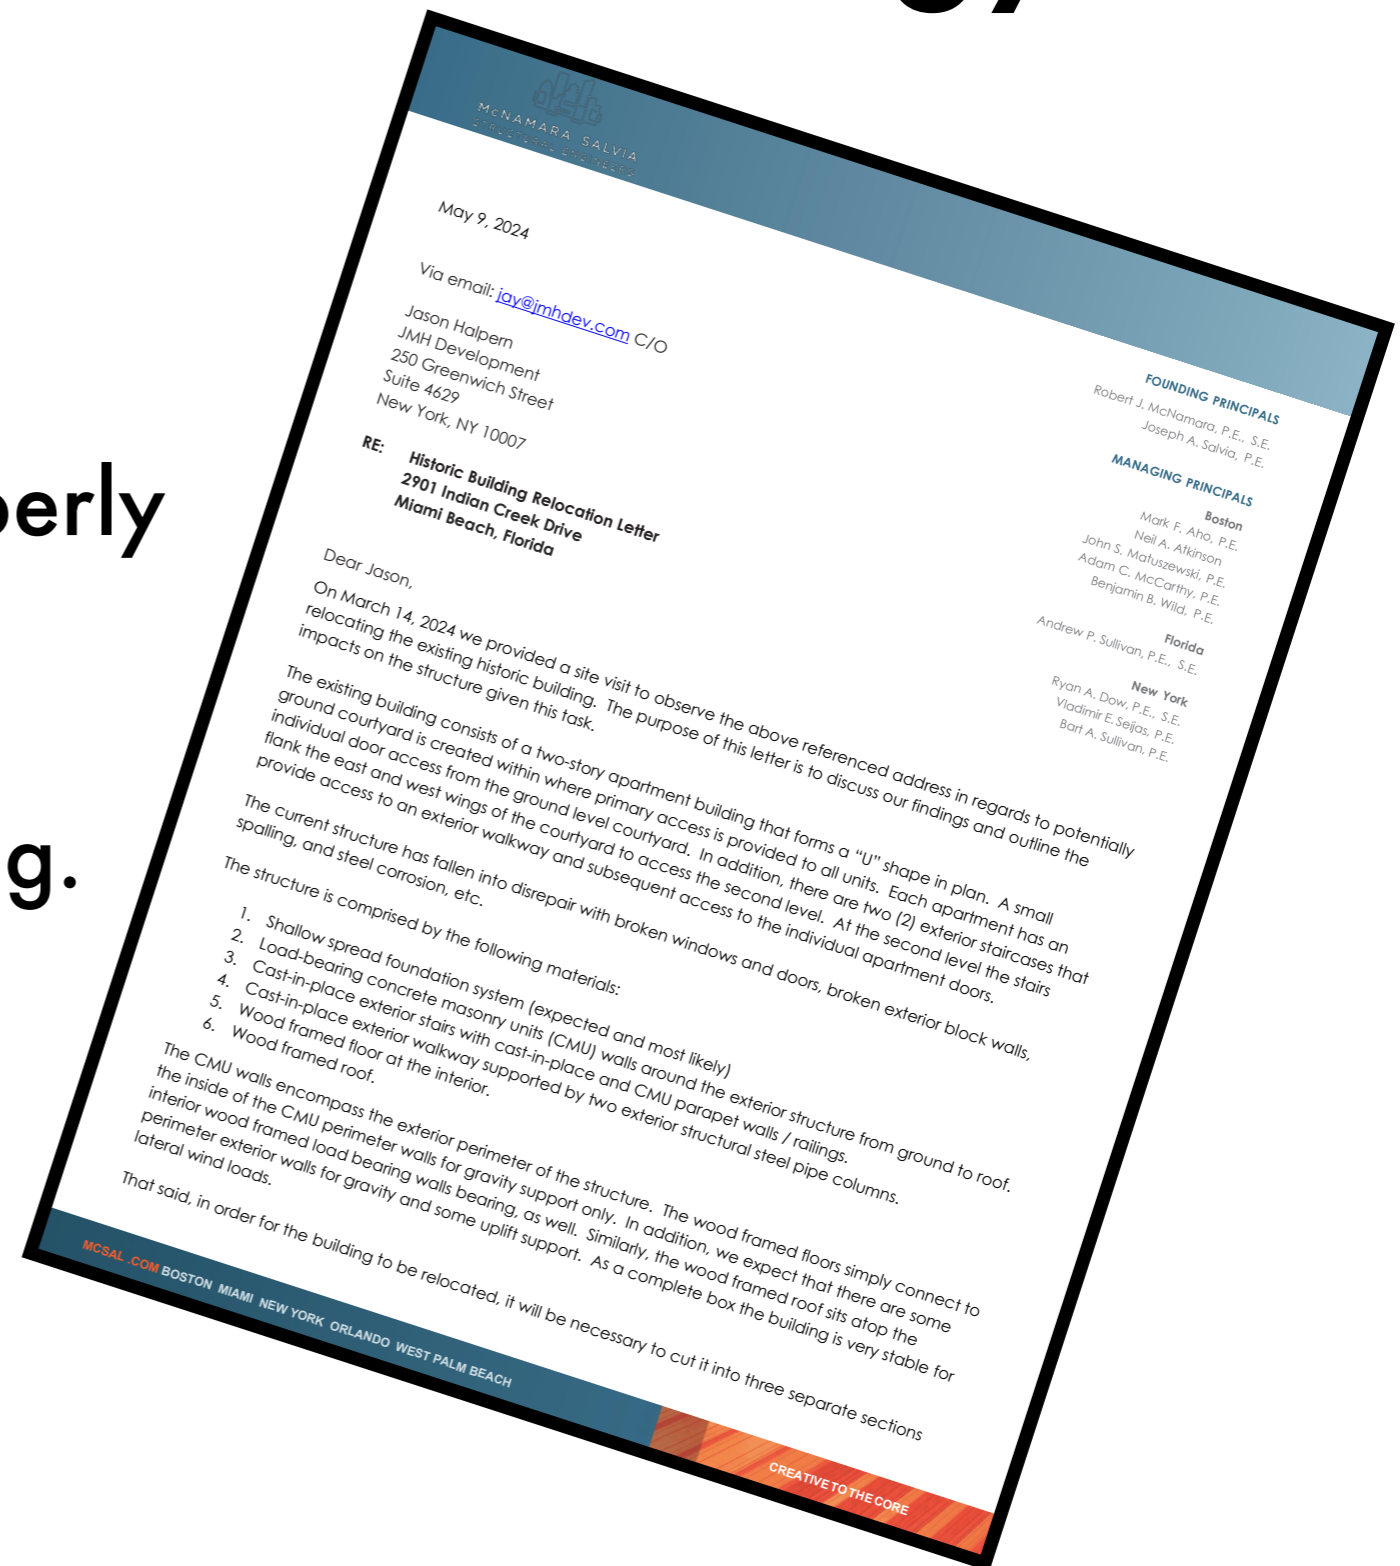 perly
g.
McNAMARA SALVIA
STRUCTURAL ENGINEERS
May 9, 2024
Via email: jay@jmhdev.com C/O
Jason Halpern
JMH Development
250 Greenwich Street
Suite 4629
New York, NY 10007
RE: Historic Building Relocation Letter
2901 Indian Creek Drive
Miami Beach, Florida
FOUNDING PRINCIPALS
Robert J. McNamara, P.E., S.E.
Joseph A. Salvia, P.E.
MANAGING PRINCIPALS
Boston
Mark F. Aho, P.E.
Neil A. Atkinson
John S. Matuszewski, P.E.
Adam C. McCarthy, P.E.
Benjamin B. Wild, P.E.
Florida
Andrew P. Sullivan, P.E., S.E.
New York
Ryan A. Dow, P.E., S.E.
Vladimir E. Seijas, P.E.
Bart A. Sullivan, P.E.
Dear Jason,
On March 14, 2024 we provided a site visit to observe the above referenced address in regards to potentially
relocating the existing historic building. The purpose of this letter is to discuss our findings and outline the
impacts on the structure given this task.
The existing building consists of a two-story apartment building that forms a “U” shape in plan. A small
ground courtyard is created within where primary access is provided to all units. Each apartment has an
individual door access from the ground level courtyard. In addition, there are two (2) exterior staircases that
flank the east and west wings of the courtyard to access the second level. At the second level the stairs
provide access to an exterior walkway and subsequent access to the individual apartment doors.
The current structure has fallen into disrepair with broken windows and doors, broken exterior block walls,
spalling, and steel corrosion, etc.
The structure is comprised by the following materials:
1. Shallow spread foundation system (expected and most likely)
2. Load-bearing concrete masonry units (CMU) walls around the exterior structure from ground to roof.
3. Cast-in-place exterior stairs with cast-in-place and CMU parapet walls / railings.
4. Cast-in-place exterior walkway supported by two exterior structural steel pipe columns.
5. Wood framed floor at the interior.
6. Wood framed roof.
The CMU walls encompass the exterior perimeter of the structure. The wood framed floors simply connect to
the inside of the CMU perimeter walls for gravity support only. In addition, we expect that there are some
interior wood framed load bearing walls bearing, as well. Similarly, the wood framed roof sits atop the
perimeter exterior walls for gravity and some uplift support. As a complete box the building is very stable for
lateral wind loads.
That said, in order for the building to be relocated, it will be necessary to cut it into three separate sections
MCSAL.COM BOSTON MIAMI NEW YORK ORLANDO WEST PALM BEACH
CREATIVE TO THE CORE